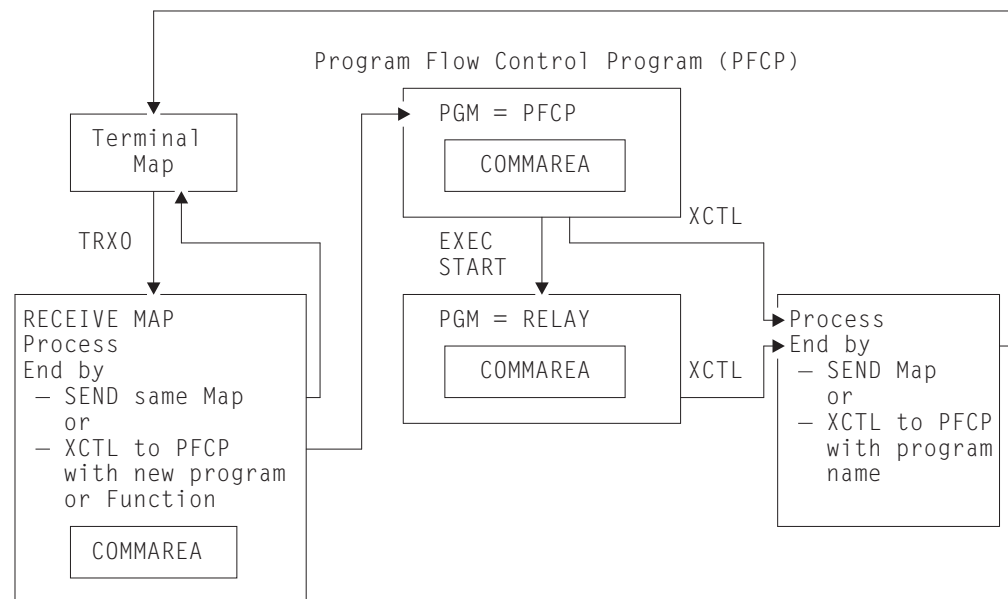 Program Flow Control Program (PFCP)
Terminal
Map
TRX0
PGM = PFCP
COMMAREA
XCTL
EXEC
START
RECEIVE MAP
Process
End by
– SEND same Map
or
– XCTL to PFCP
with new program
or Function
COMMAREA
PGM = RELAY
COMMAREA
XCTL
Process
End by
– SEND Map
or
– XCTL to PFCP
with program
name